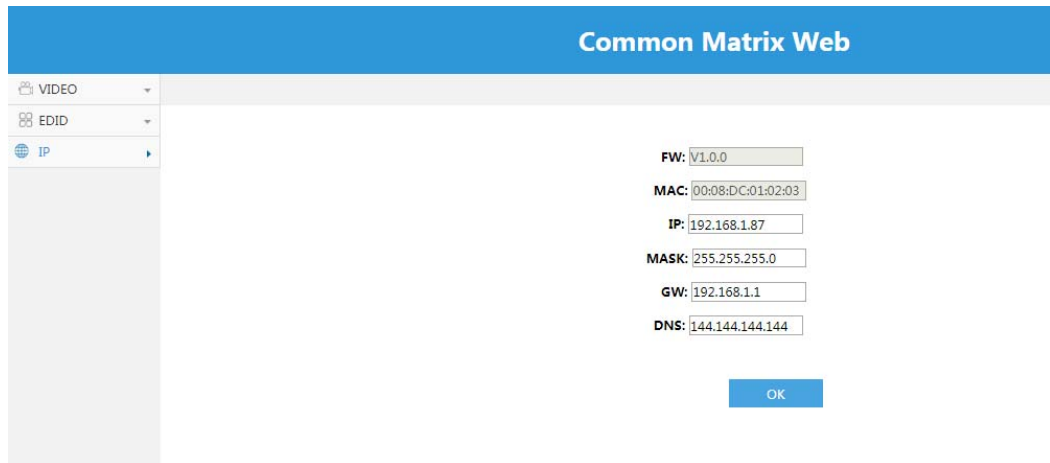 Common Matrix Web
VIDEO
EDID
IP
FW: V1.0.0
MAC: 00:08:DC:01:02:03
IP: 192.168.1.87
MASK: 255.255.255.0
GW: 192.168.1.1
DNS: 144.144.144.144
OK